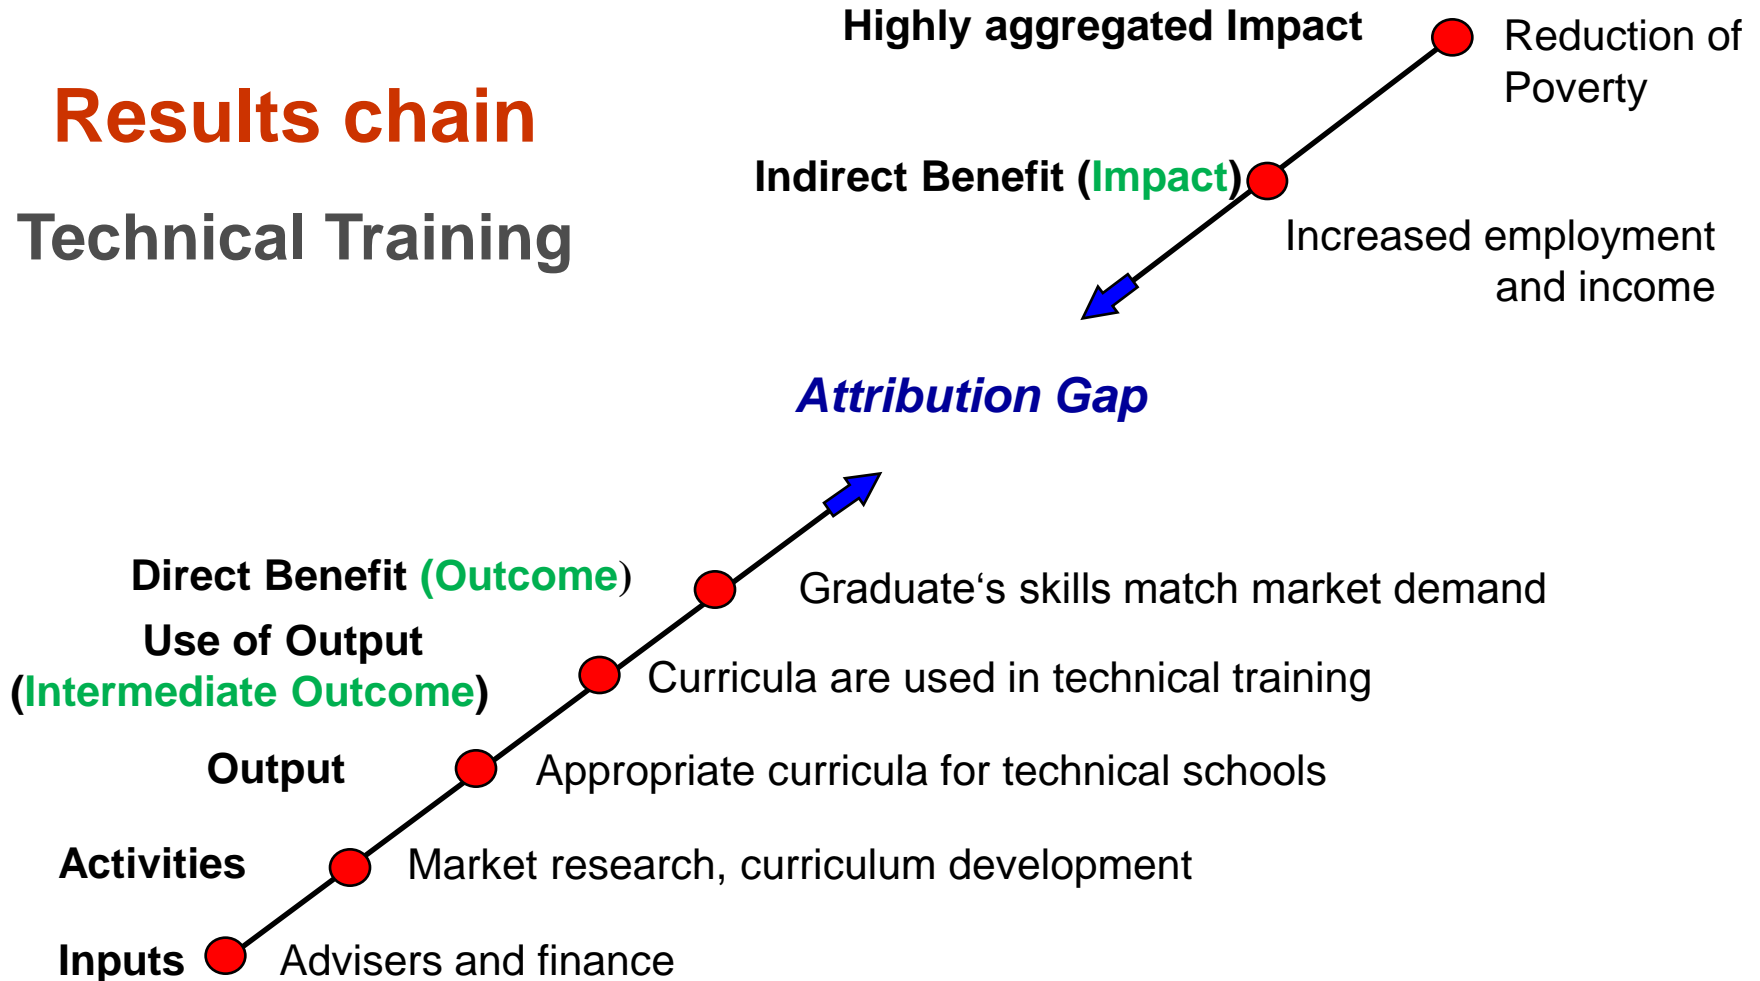 Highly aggregated Impact
Reduction of
Poverty
Results chain
Technical Training
Indirect Benefit (Impact)
Increased employment
and income
Attribution Gap
Direct Benefit (Outcome)
Graduate‘s skills match market demand
Use of Output
(Intermediate Outcome)
Curricula are used in technical training
Output
Appropriate curricula for technical schools
Activities
Market research, curriculum development
Inputs
Advisers and finance